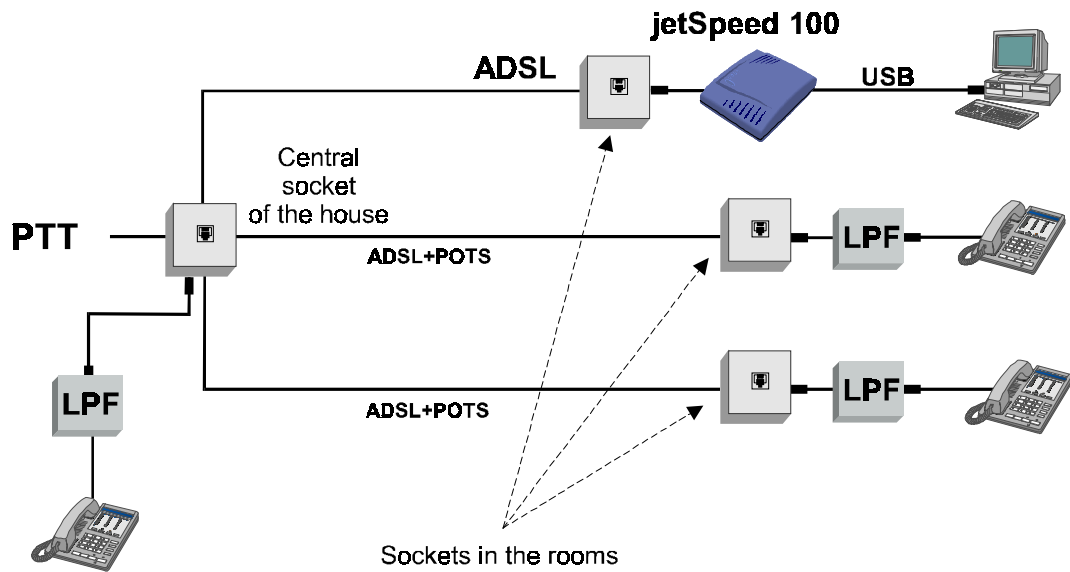 jetSpeed 100
ADSL
USB
Central
socket
of the house
PTT
ADSL+POTS
LPF
LPF
ADSL+POTS
LPF
Sockets in the rooms